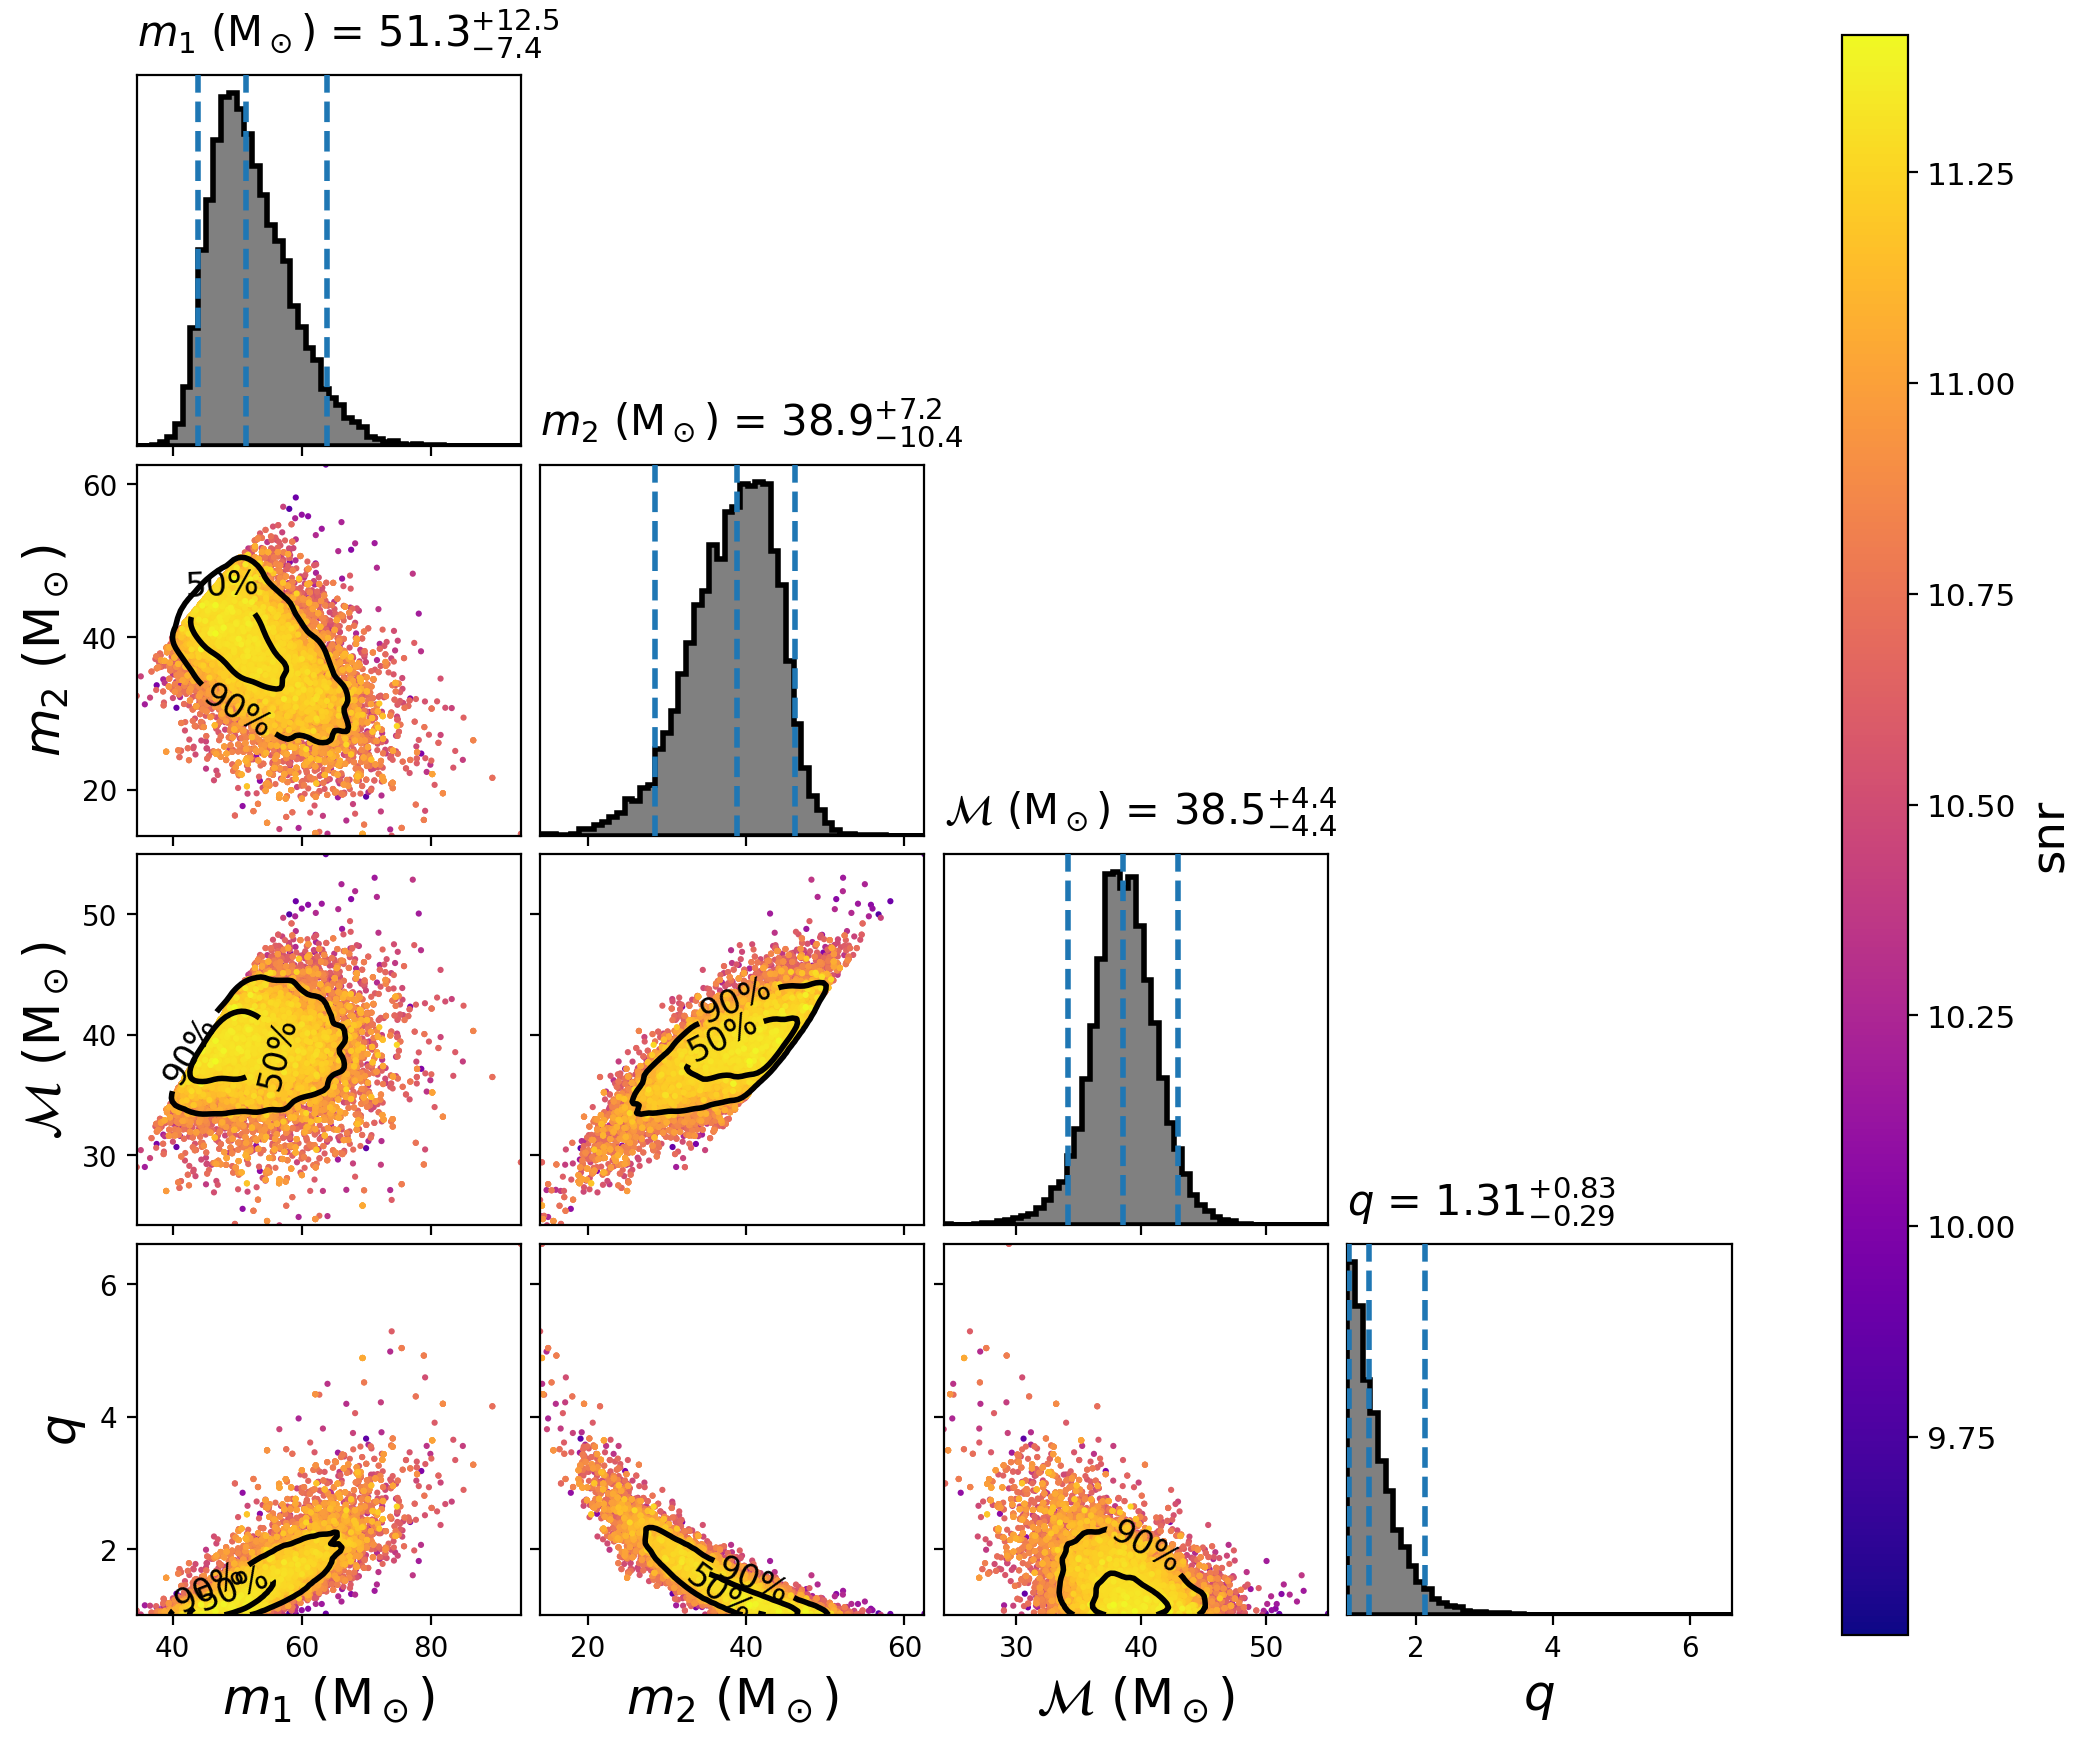 m₁ (M⊙) = 51.3+12.5−7.4
m₂ (M⊙) = 38.9+7.2−10.4
ℳ (M⊙) = 38.5+4.4−4.4
q = 1.31+0.83−0.29
60
40
20
m₂ (M⊙)
50%
90%
50
40
30
ℳ (M⊙)
90%
50%
90%
50%
6
4
2
q
90%
50%
90%
50%
90%
40 60 80
m₁ (M⊙)
20 40 60
m₂ (M⊙)
30 40 50
ℳ (M⊙)
2 4 6
q
11.25
11.00
10.75
10.50
10.25
10.00
9.75
snr